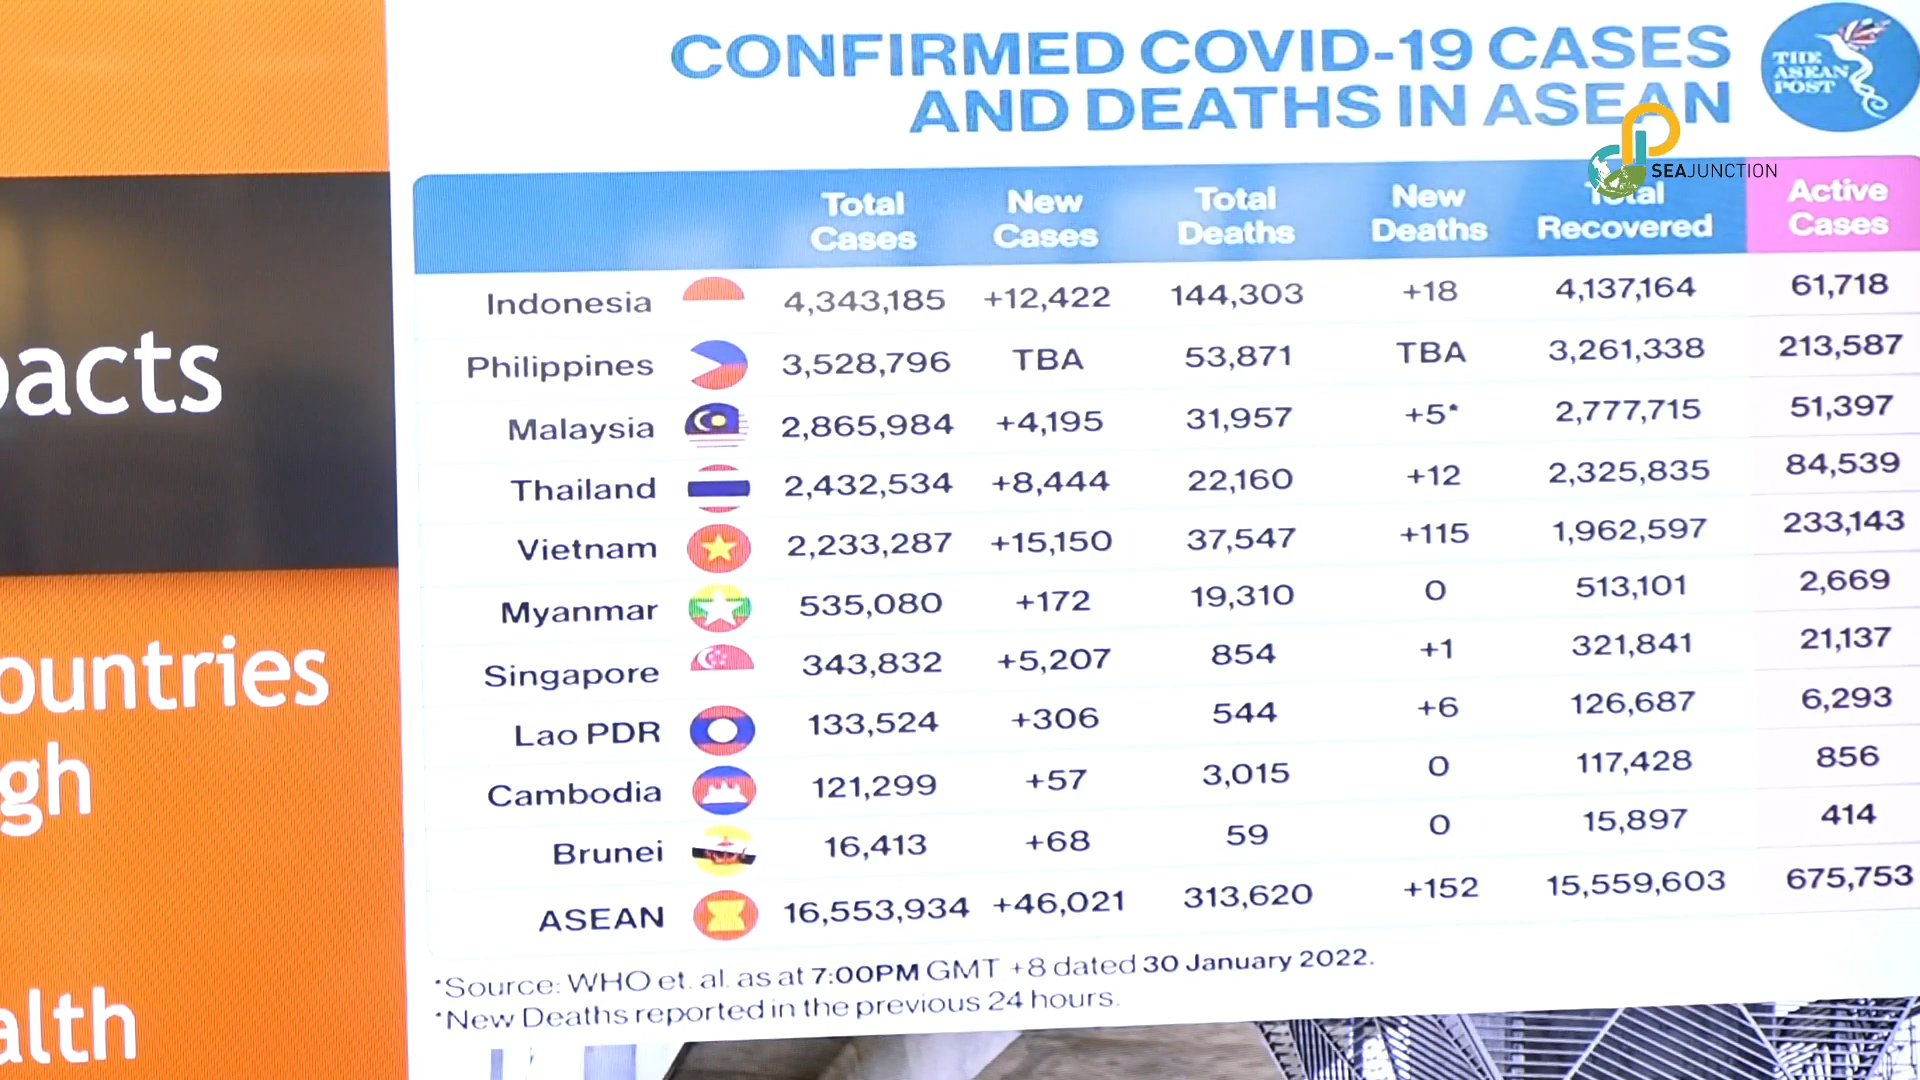 CONFIRMED COVID-19 CASES
AND DEATHS IN ASEAN
THE
ASEAN
POST
SEAJUNCTION
Total Cases New Cases Total Deaths New Deaths Total Recovered Active Cases
Indonesia 4,343,185 +12,422 144,303 +18 4,137,164 61,718
Philippines 3,528,796 TBA 53,871 TBA 3,261,338 213,587
Malaysia 2,865,984 +4,195 31,957 +5* 2,777,715 51,397
Thailand 2,432,534 +8,444 22,160 +12 2,325,835 84,539
Vietnam 2,233,287 +15,150 37,547 +115 1,962,597 233,143
Myanmar 535,080 +172 19,310 0 513,101 2,669
Singapore 343,832 +5,207 854 +1 321,841 21,137
Lao PDR 133,524 +306 544 +6 126,687 6,293
Cambodia 121,299 +57 3,015 0 117,428 856
Brunei 16,413 +68 59 0 15,897 414
ASEAN 16,553,934 +46,021 313,620 +152 15,559,603 675,753
*Source: WHO et. al. as at 7:00PM GMT +8 dated 30 January 2022.
*New Deaths reported in the previous 24 hours.
pacts
ountries
gh
alth